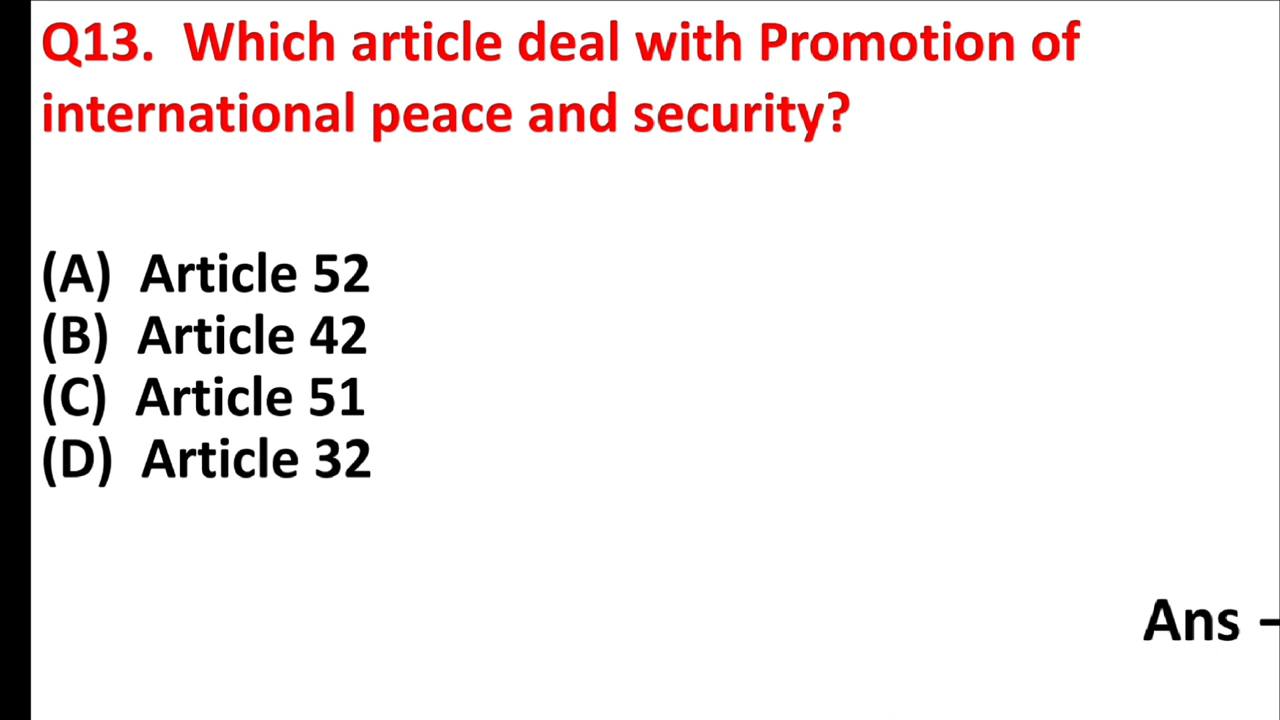 Q13. Which article deal with Promotion of
international peace and security?
(A) Article 52
(B) Article 42
(C) Article 51
(D) Article 32
Ans –